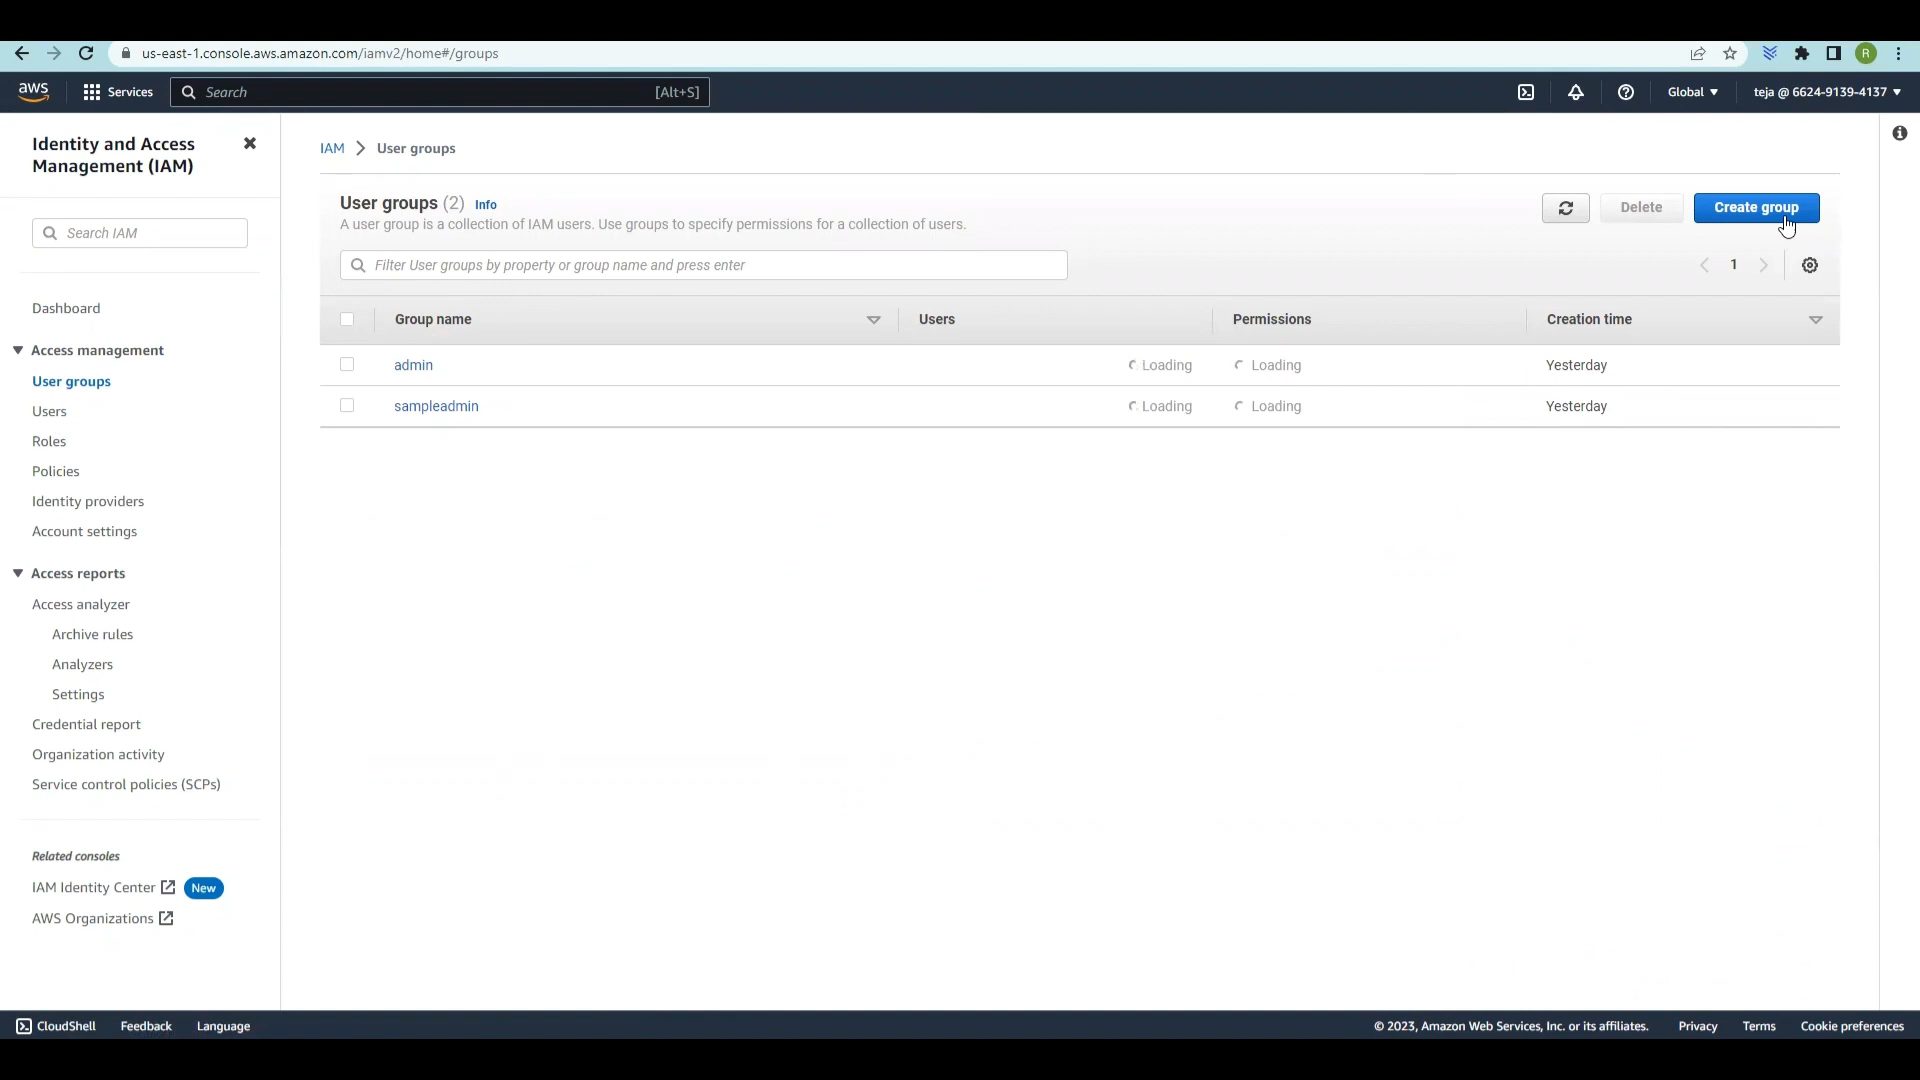 us-east-1.console.aws.amazon.com/iamv2/home#/groups
R
aws
Services
Search
[Alt+S]
Global
teja @ 6624-9139-4137
Identity and Access
Management (IAM)
Search IAM
Dashboard
Access management
User groups
Users
Roles
Policies
Identity providers
Account settings
Access reports
Access analyzer
Archive rules
Analyzers
Settings
Credential report
Organization activity
Service control policies (SCPs)
Related consoles
IAM Identity Center New
AWS Organizations
IAM > User groups
User groups (2) Info
A user group is a collection of IAM users. Use groups to specify permissions for a collection of users.
Delete
Create group
Filter User groups by property or group name and press enter
1
Group name Users Permissions Creation time
admin Loading Loading Yesterday
sampleadmin Loading Loading Yesterday
CloudShell Feedback Language
© 2023, Amazon Web Services, Inc. or its affiliates. Privacy Terms Cookie preferences